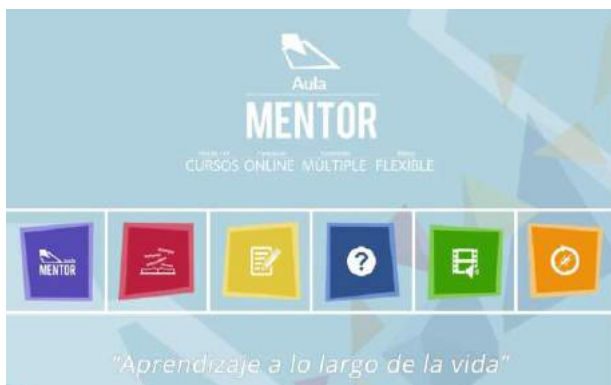 Aula
MENTOR
CURSOS ONLINE MÚLTIPLE FLEXIBLE
MENTOR
"Aprendizaje a lo largo de la vida"